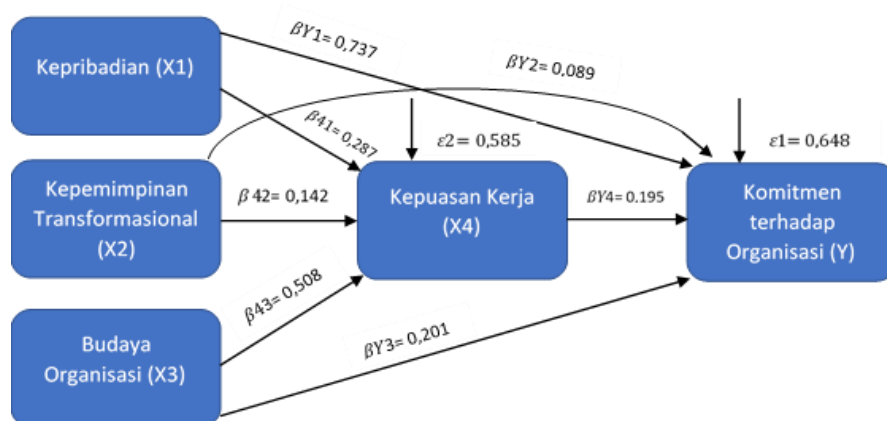 Kepribadian (X1)
βY1= 0,737
βY2= 0,089
β41= 0,287
ε2= 0,585
ε1= 0,648
Kepemimpinan
Transformasional
(X2)
β 42= 0,142
Kepuasan Kerja
(X4)
βY4= 0.195
Komitmen
terhadap
Organisasi (Y)
β43= 0,508
Budaya
Organisasi (X3)
βY3= 0,201